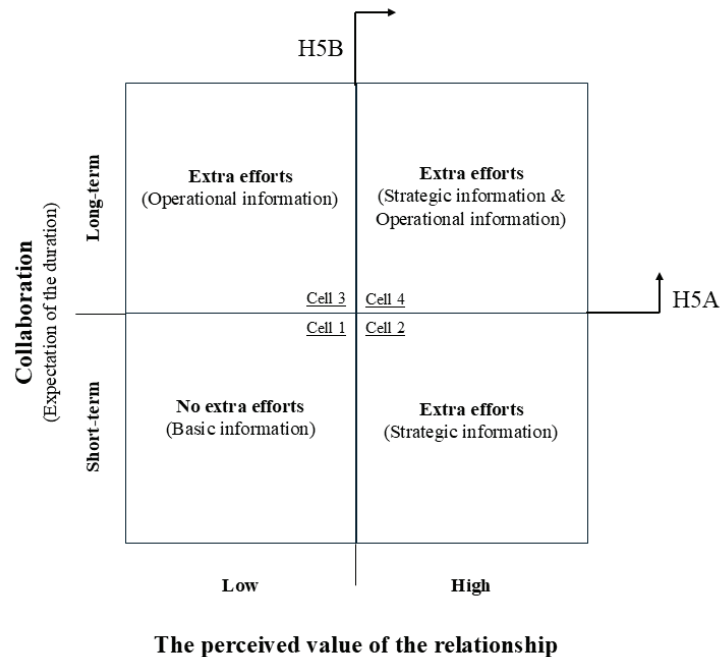 H5B
Extra efforts
(Operational information)
Extra efforts
(Strategic information &
Operational information)
Long-term
Collaboration
(Expectation of the duration)
Cell 3
Cell 4
H5A
Cell 1
Cell 2
No extra efforts
(Basic information)
Extra efforts
(Strategic information)
Short-term
Low
High
The perceived value of the relationship